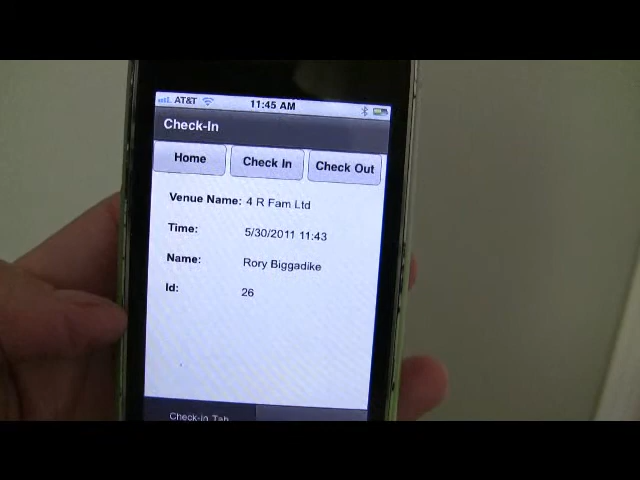 AT&T 11:45 AM
Check-In
Home Check In Check Out
Venue Name: 4 R Fam Ltd
Time: 5/30/2011 11:43
Name: Rory Biggadike
Id: 26
Check-in Tab